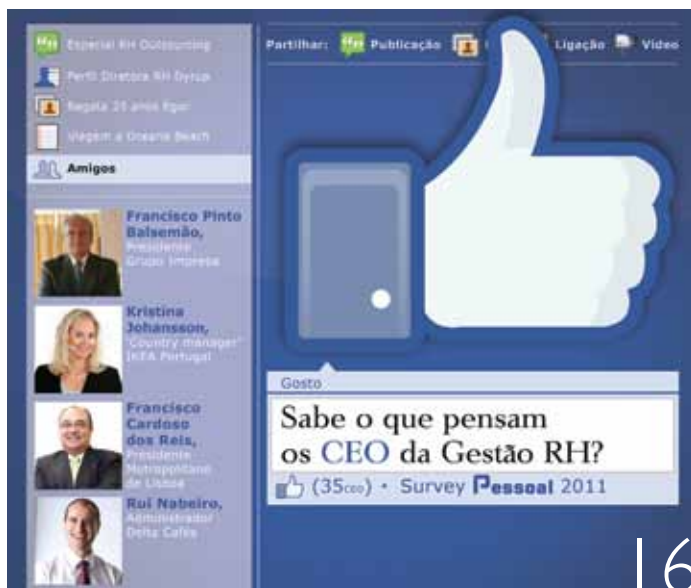 Especial RH Outsourcing
Perfil Diretora RH Dyrup
Regata 25 anos Egor
Viagem a Oceanis Beach
Amigos
Francisco Pinto
Balsemão,
Presidente
Grupo Impresa
Kristina
Johansson,
"Country manager"
IKEA Portugal
Francisco
Cardoso
dos Reis,
Presidente
Metropolitano
de Lisboa
Rui Nabeiro,
Administrador
Delta Cafés
Partilhar: Publicação Ligação Vídeo
Gosto
Sabe o que pensam
os CEO da Gestão RH?
(35CEO) • Survey Pessoal 2011
16